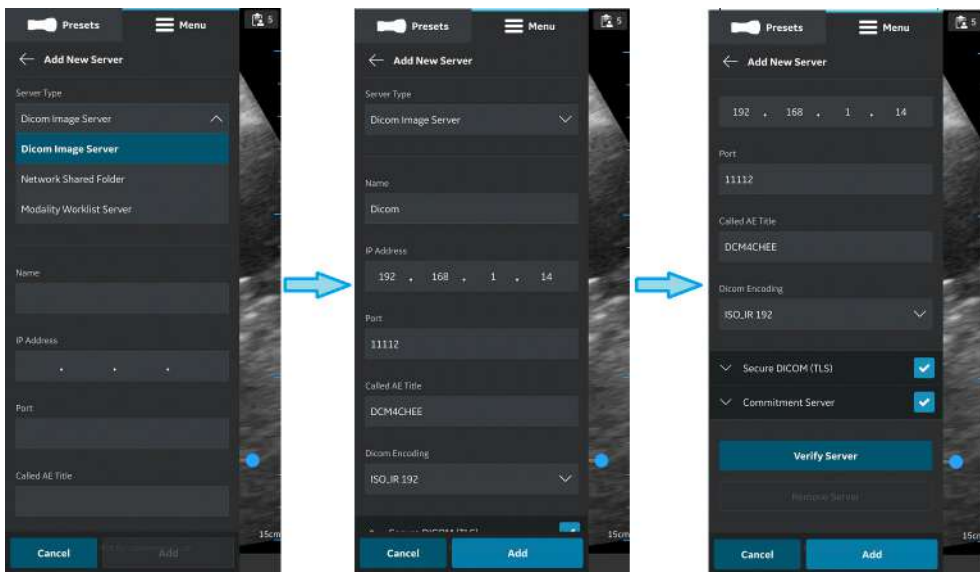 Presets Menu 5
Add New Server
Server Type
Dicom Image Server
Dicom Image Server
Network Shared Folder
Modality Worklist Server
Name
IP Address
. . .
Port
Called AE Title
Cancel Add
15cm
Presets Menu 5
Add New Server
Server Type
Dicom Image Server
Name
Dicom
IP Address
192 . 168 . 1 . 14
Port
11112
Called AE Title
DCM4CHEE
Dicom Encoding
ISO_IR 192
Secure DICOM (TLS)
Cancel Add
15cm
Presets Menu 5
Add New Server
192 . 168 . 1 . 14
Port
11112
Called AE Title
DCM4CHEE
Dicom Encoding
ISO_IR 192
Secure DICOM (TLS)
Commitment Server
Verify Server
Remove Server
Cancel Add